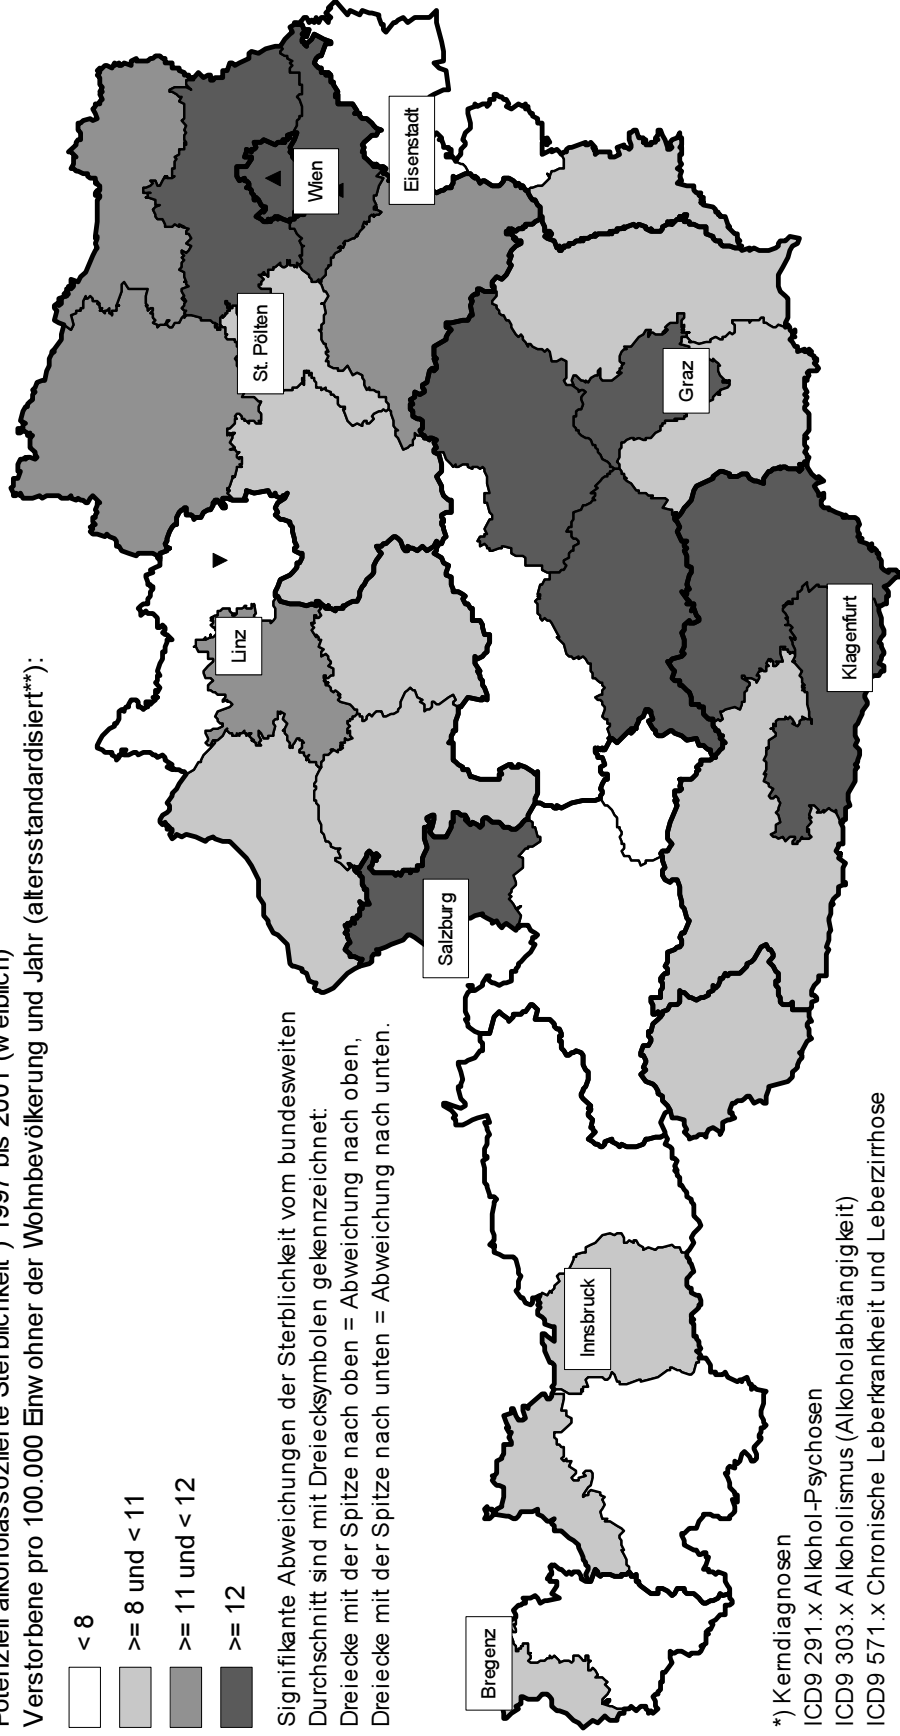 Potenziell alkoholassoziierte Sterblichkeit*) 1997 bis 2001 (weiblich)
Verstorbene pro 100.000 Einwohner der Wohnbevölkerung und Jahr (altersstandardisiert**):
< 8
>= 8 und < 11
>= 11 und < 12
>= 12
Signifikante Abweichungen der Sterblichkeit vom bundesweiten
Durchschnitt sind mit Dreiecksymbolen gekennzeichnet:
Dreiecke mit der Spitze nach oben = Abweichung nach oben,
Dreiecke mit der Spitze nach unten = Abweichung nach unten.
Wien
Eisenstadt
St. Pölten
Linz
Graz
Salzburg
Klagenfurt
Innsbruck
Bregenz
*) Kerndiagnosen
ICD9 291.x Alkohol-Psychosen
ICD9 303.x Alkoholismus (Alkoholabhängigkeit)
ICD9 571.x Chronische Leberkrankheit und Leberzirrhose